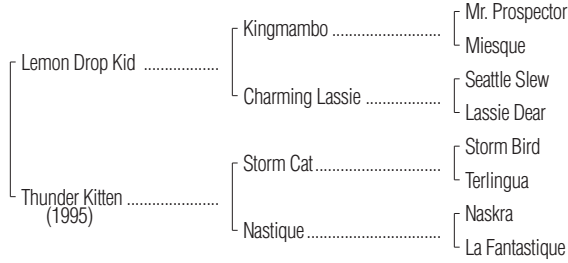 Mr. Prospector
Kingmambo ....................
Miesque
Lemon Drop Kid ..............
Seattle Slew
Charming Lassie ..............
Lassie Dear
Storm Bird
Storm Cat.......................
Terlingua
Thunder Kitten .................
(1995)
Naskra
Nastique .........................
La Fantastique